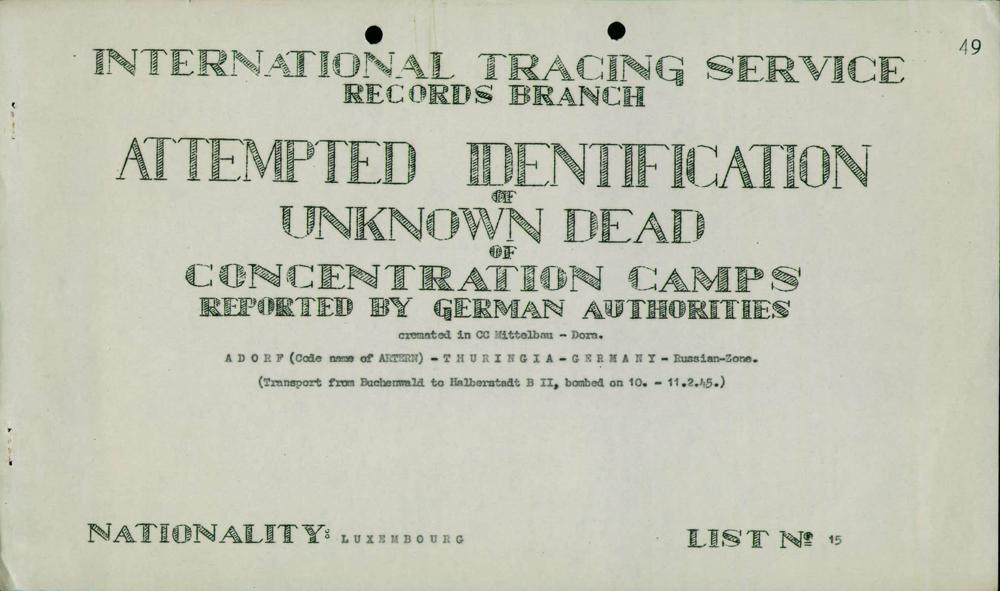 49
INTERNATIONAL TRACING SERVICE
RECORDS BRANCH
ATTEMPTED IDENTIFICATION
OF
UNKNOWN DEAD
OF
CONCENTRATION CAMPS
REPORTED BY GERMAN AUTHORITIES
cremated in CC Mittelbau - Dora.
A D O R F (Code name of ARTERN) - T H U R I N G I A - G E R M A N Y - Russian-Zone.
(Transport from Buchenwald to Halberstadt B II, bombed on 10. - 11.2.45.)
NATIONALITY: L U X E M B O U R G
LIST Nº 15